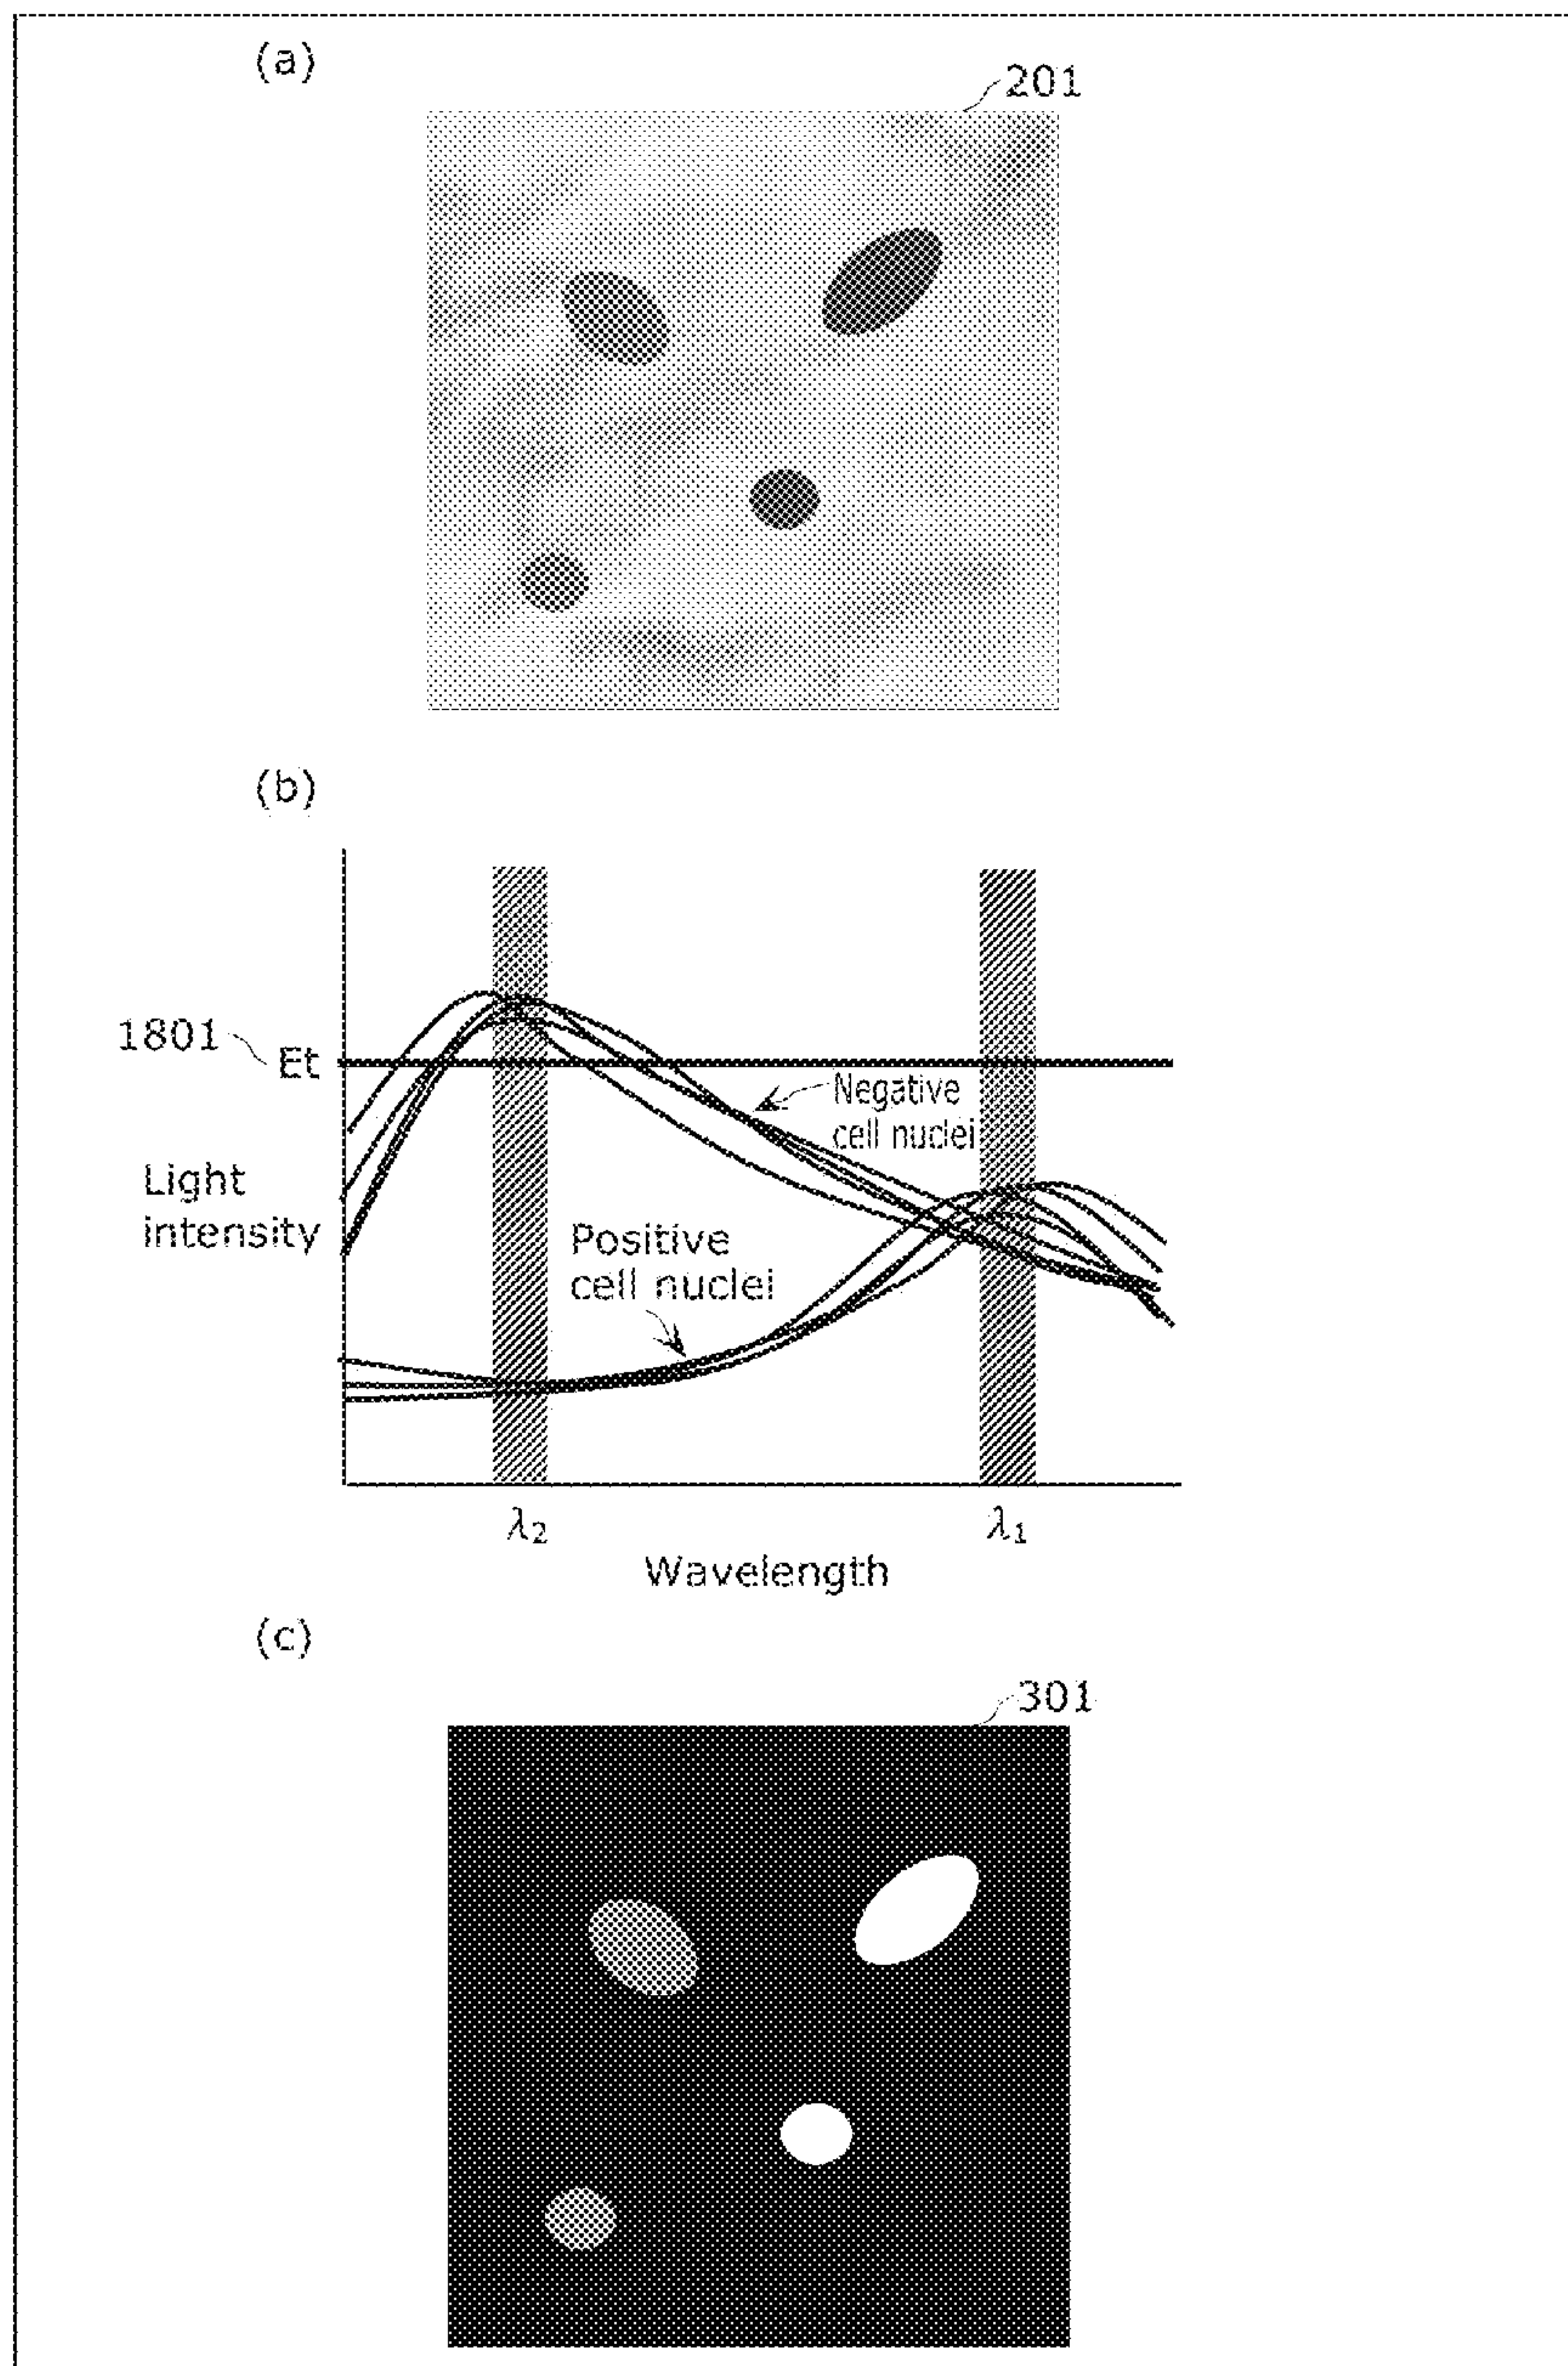 (a)
201
(b)
1801
Et
Negative
cell nuclei
Light
intensity
Positive
cell nuclei
λ2
λ1
Wavelength
(c)
301